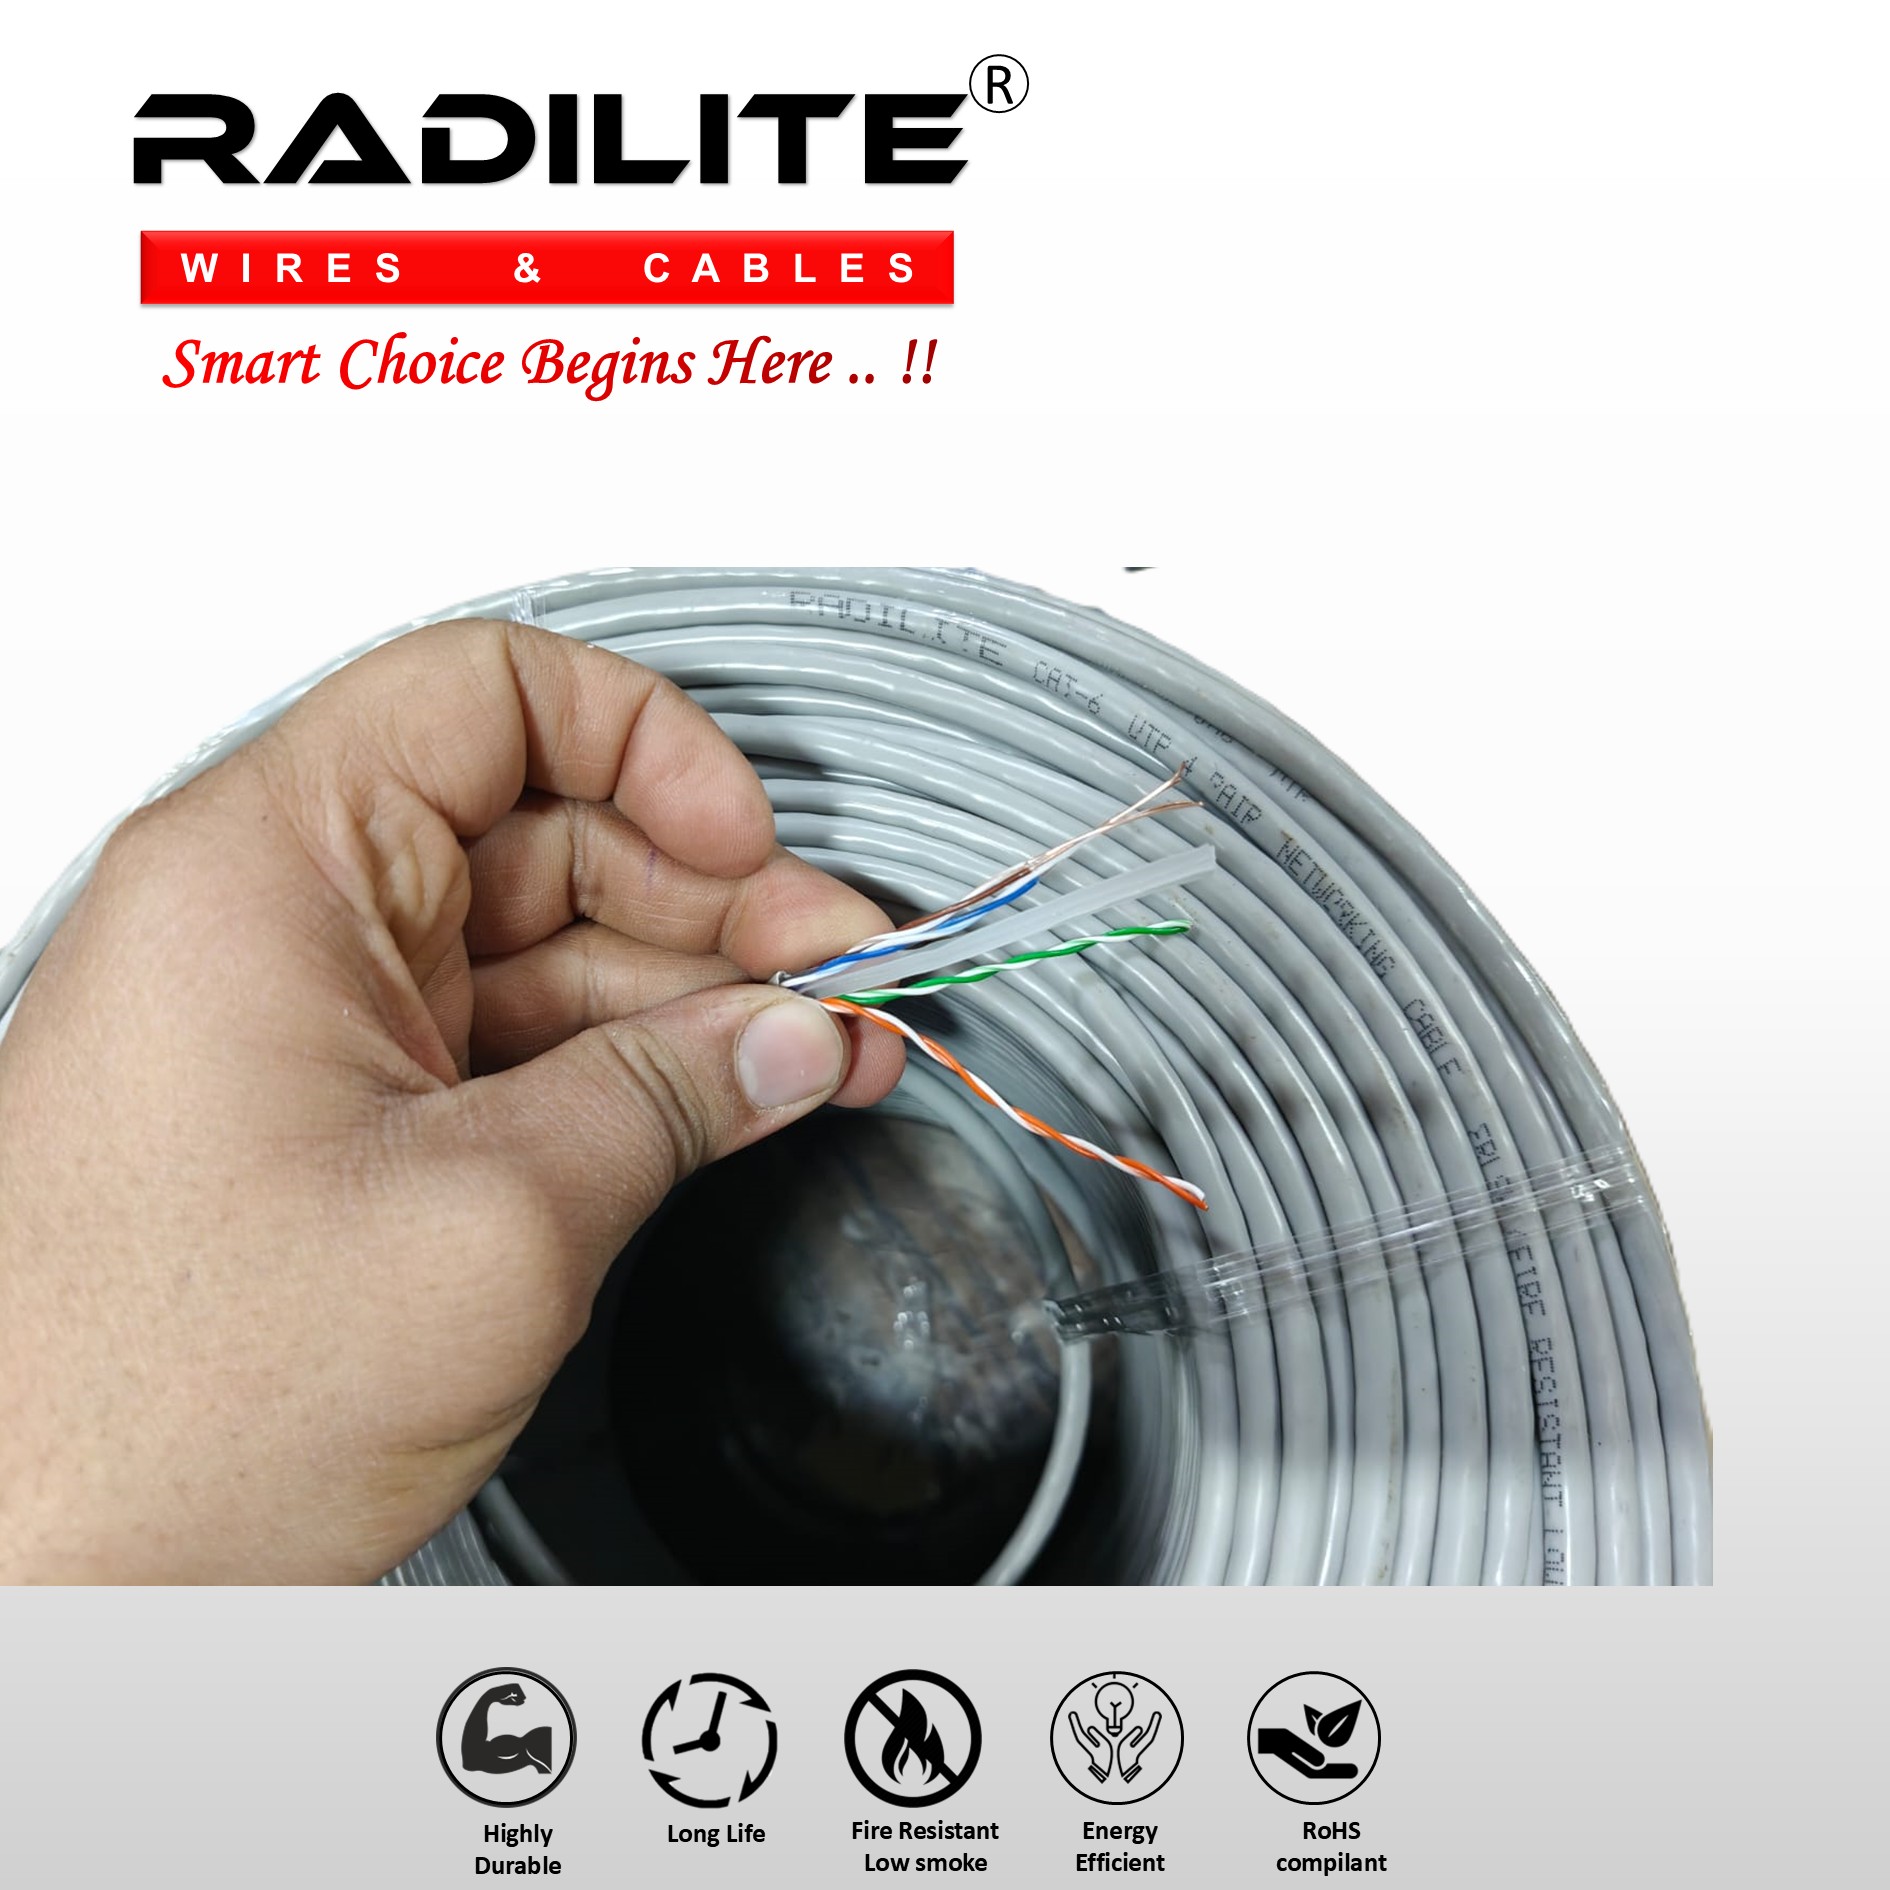 RADILITE®
WIRES & CABLES
Smart Choice Begins Here .. !!
RADILITE CAT-6 UTP 4 PAIR NETWORKING CABLE FRLS FIRE RESISTANT
Highly
Durable
Long Life
Fire Resistant
Low smoke
Energy
Efficient
RoHS
compilant